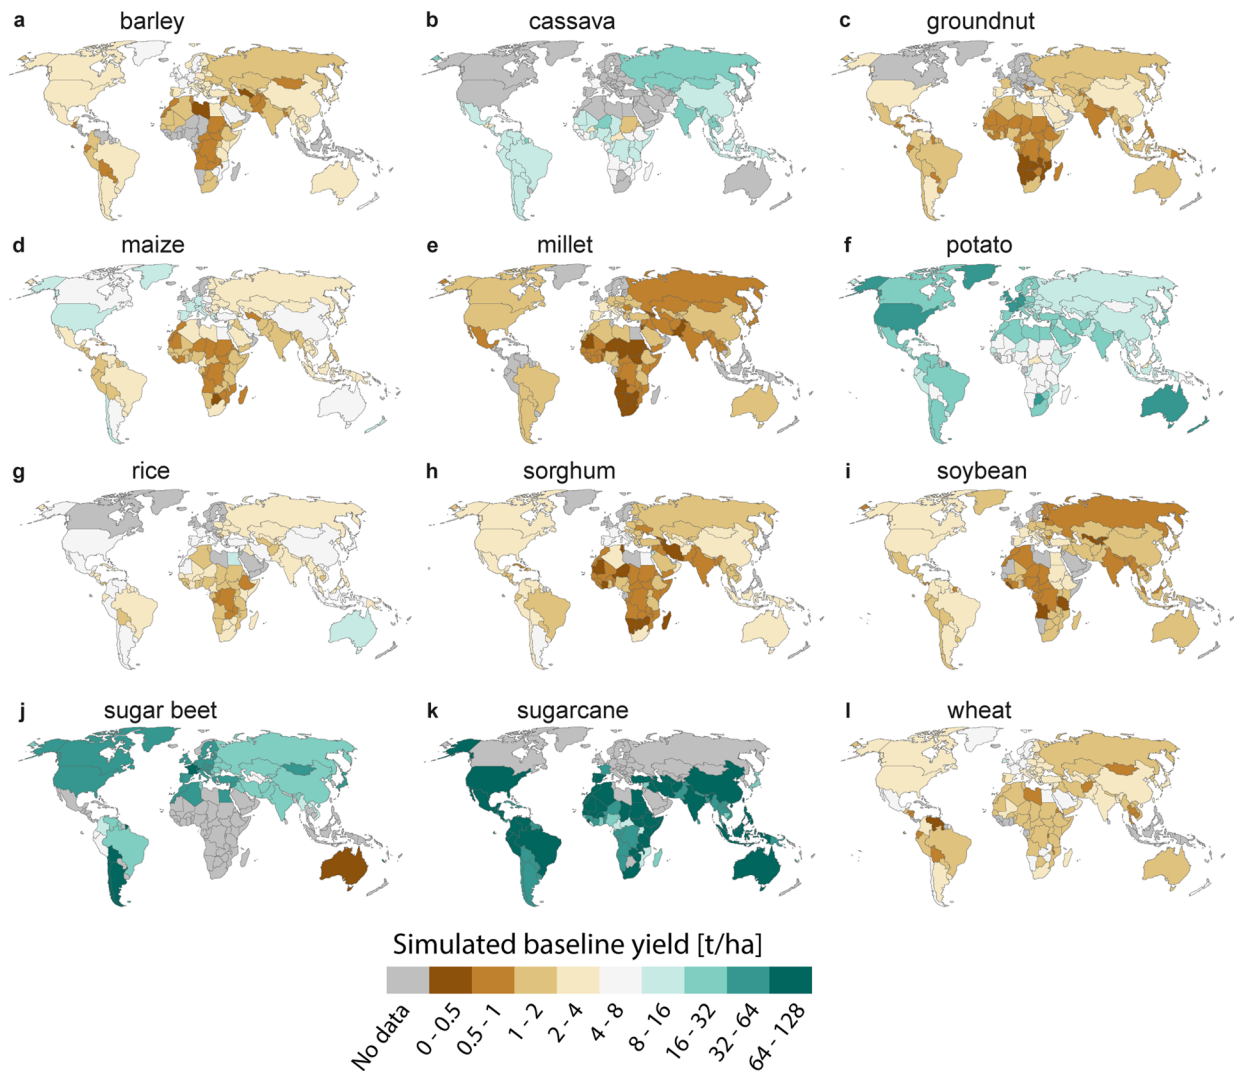 a barley
b cassava
c groundnut
d maize
e millet
f potato
g rice
h sorghum
i soybean
j sugar beet
k sugarcane
l wheat
Simulated baseline yield [t/ha]
No data
0 - 0.5
0.5 - 1
1 - 2
2 - 4
4 - 8
8 - 16
16 - 32
32 - 64
64 - 128